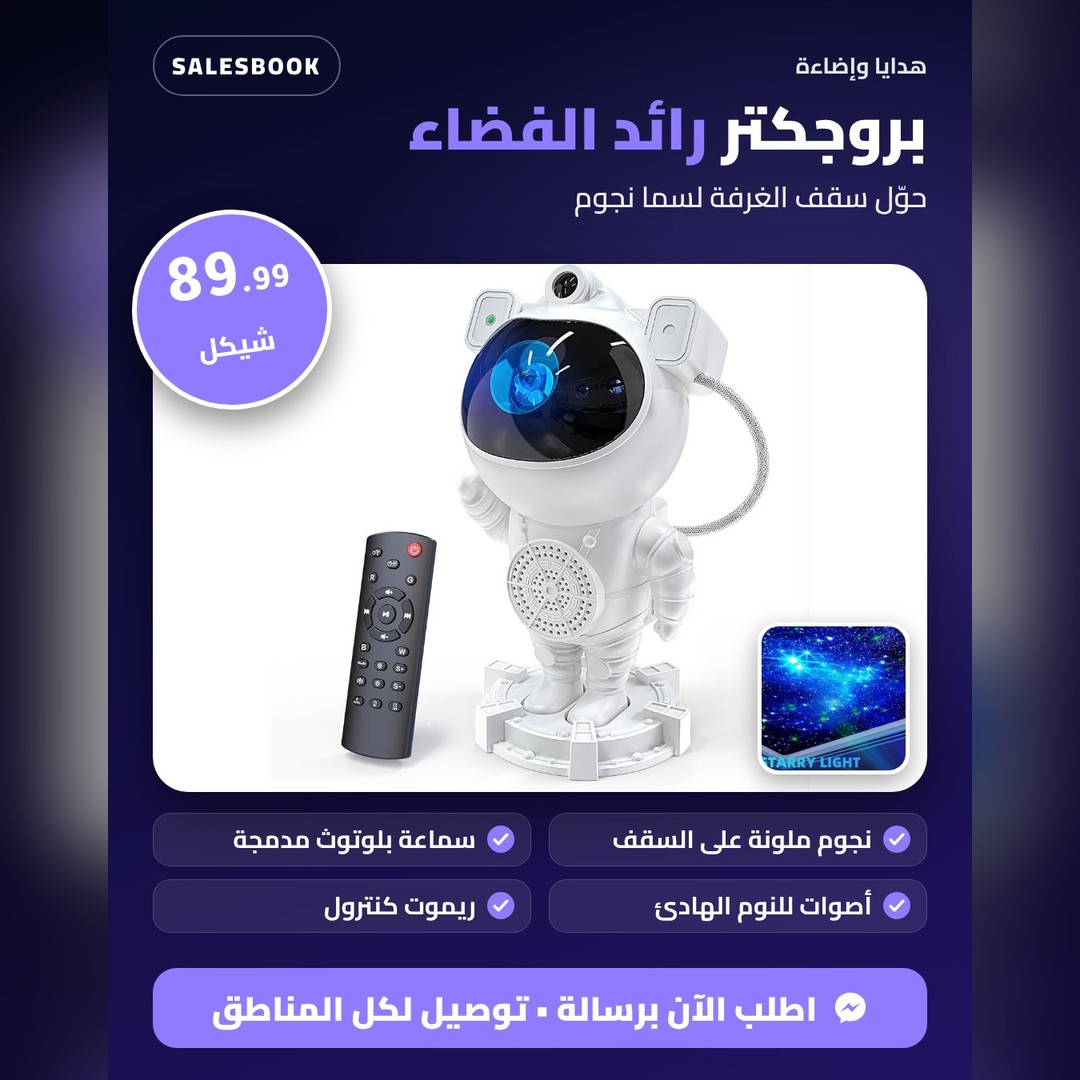 SALESBOOK
هدايا وإضاءة
بروجكتر رائد الفضاء
حوّل سقف الغرفة لسما نجوم
89.99
شيكل
R G
B W
S+
S-
STARRY LIGHT
نجوم ملونة على السقف
سماعة بلوتوث مدمجة
أصوات للنوم الهادئ
ريموت كنترول
اطلب الآن برسالة • توصيل لكل المناطق